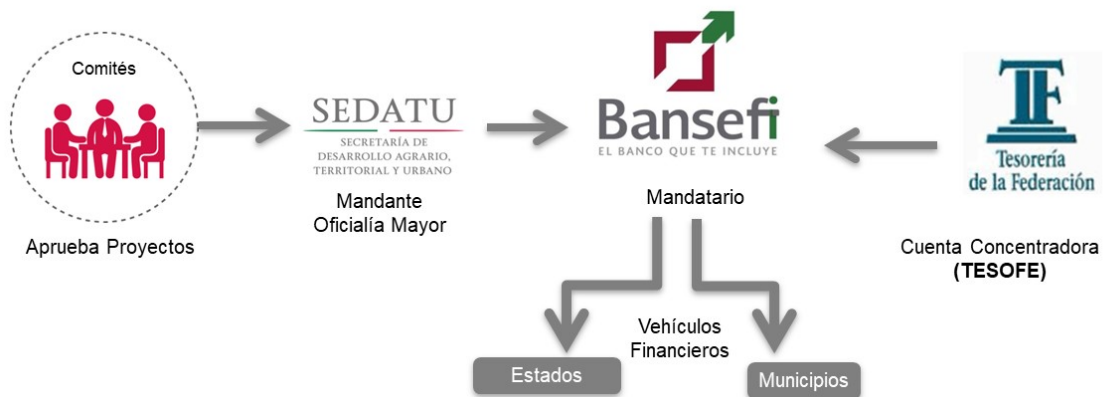 Comités
Aprueba Proyectos
SEDATU
SECRETARÍA DE
DESARROLLO AGRARIO,
TERRITORIAL Y URBANO
Mandante
Oficialía Mayor
Bansefi
EL BANCO QUE TE INCLUYE
Mandatario
Tesorería
de la Federación
Cuenta Concentradora
(TESOFE)
Vehículos
Financieros
Estados
Municipios